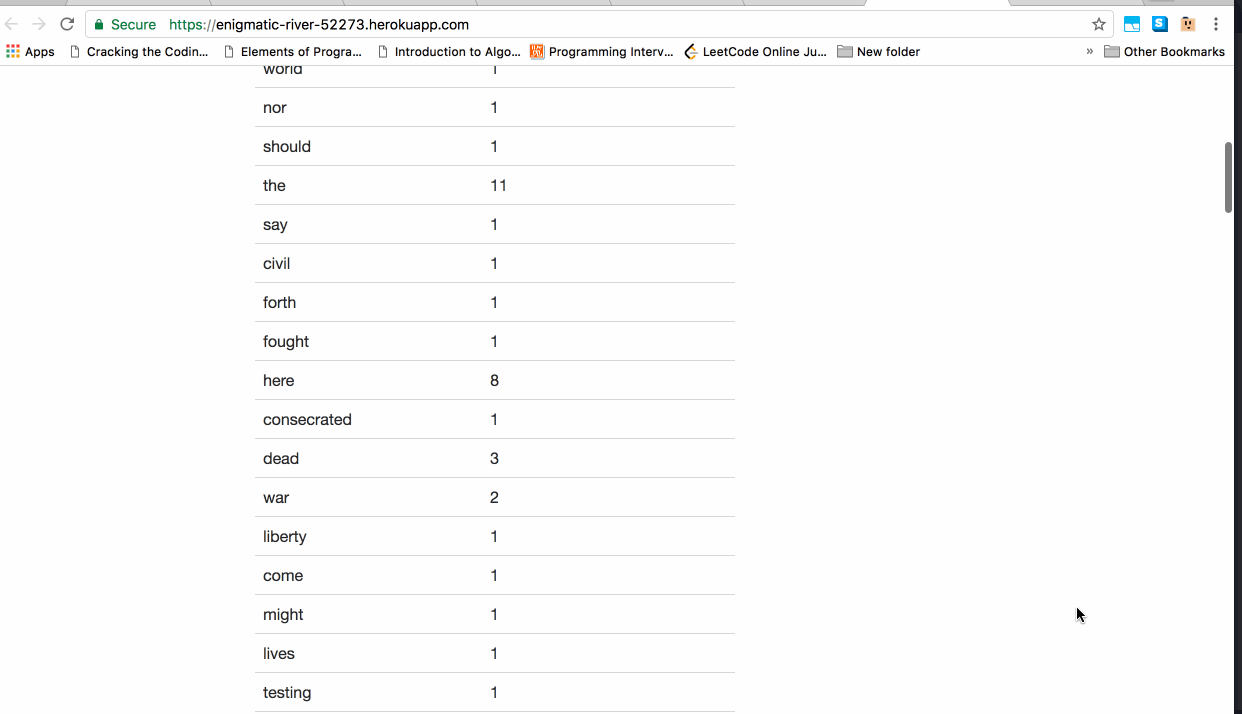 Secure https://enigmatic-river-52273.herokuapp.com
Apps Cracking the Codin... Elements of Progra... Introduction to Algo... Programming Interv... LeetCode Online Ju... New folder » Other Bookmarks
world 1
nor 1
should 1
the 11
say 1
civil 1
forth 1
fought 1
here 8
consecrated 1
dead 3
war 2
liberty 1
come 1
might 1
lives 1
testing 1